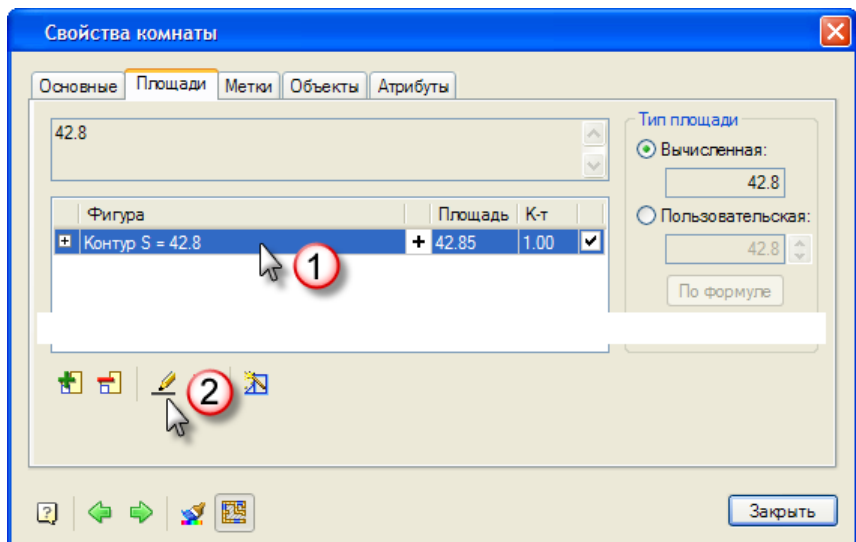 Свойства комнаты
Основные Площади Метки Объекты Атрибуты
42.8
Тип площади
Вычисленная:
42.8
Фигура Площадь К-т
Контур S = 42.8 + 42.85 1.00
Пользовательская:
42.8
По формуле
1
2
?
Закрыть